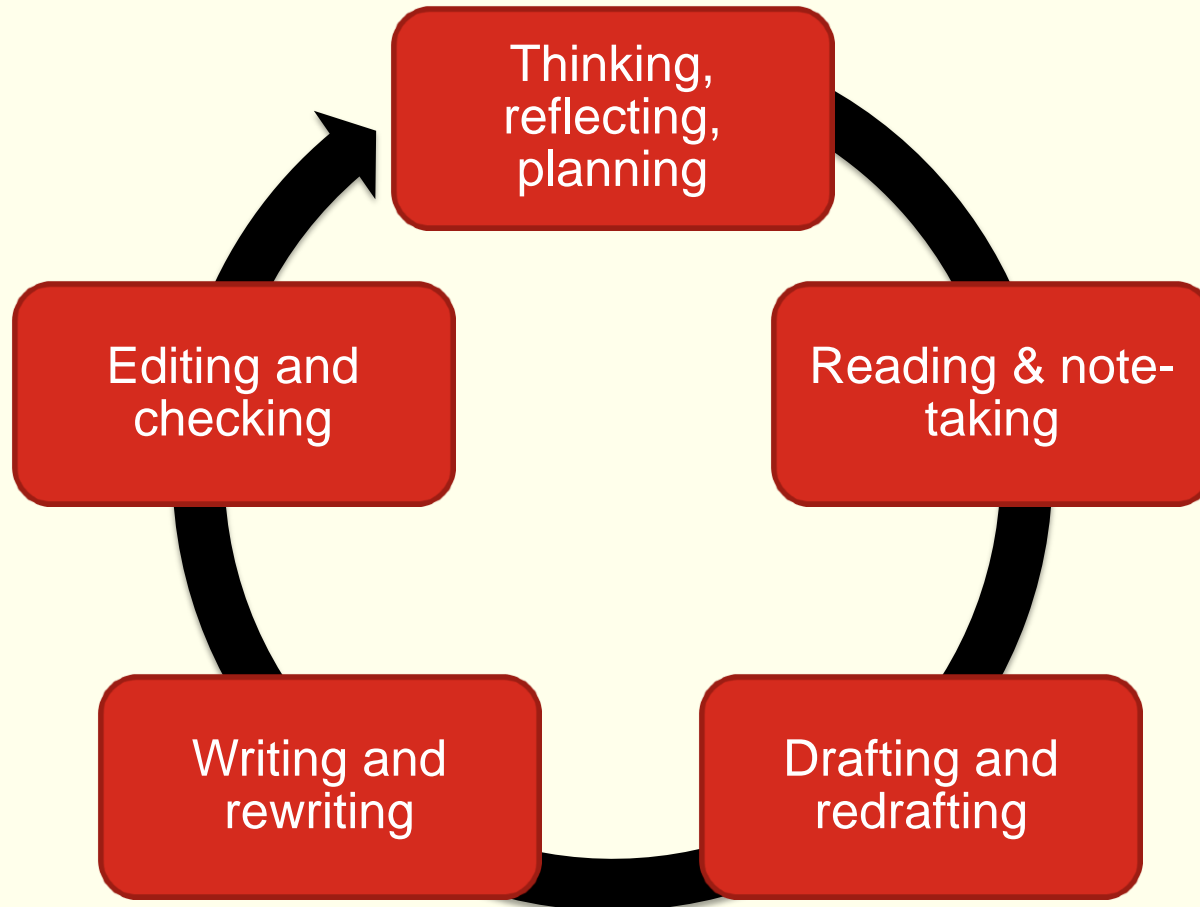 Thinking,
reflecting,
planning
Reading & note-
taking
Drafting and
redrafting
Writing and
rewriting
Editing and
checking